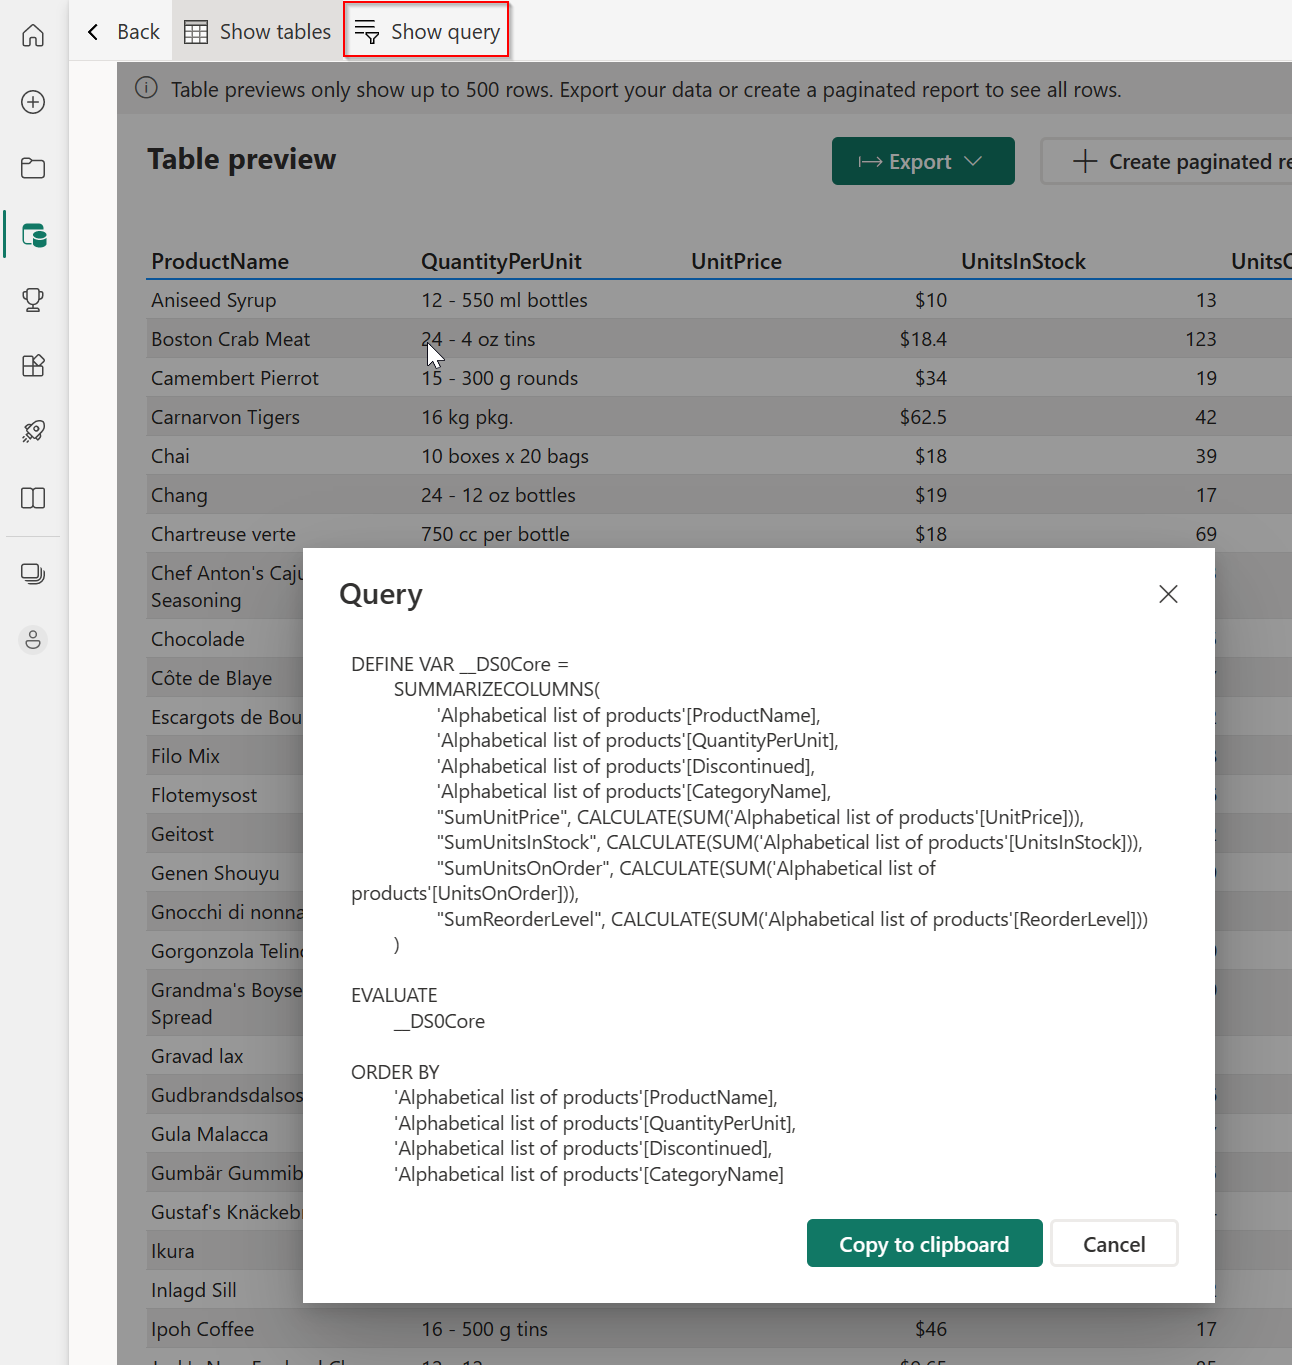 Back
Show tables
Show query
Table previews only show up to 500 rows. Export your data or create a paginated report to see all rows.
Table preview
Export
Create paginated re
ProductName QuantityPerUnit UnitPrice UnitsInStock UnitsO
Aniseed Syrup 12 - 550 ml bottles $10 13
Boston Crab Meat 24 - 4 oz tins $18.4 123
Camembert Pierrot 15 - 300 g rounds $34 19
Carnarvon Tigers 16 kg pkg. $62.5 42
Chai 10 boxes x 20 bags $18 39
Chang 24 - 12 oz bottles $19 17
Chartreuse verte 750 cc per bottle $18 69
Chef Anton's Caju
Seasoning
Chocolade
Côte de Blaye
Escargots de Bou
Filo Mix
Flotemysost
Geitost
Genen Shouyu
Gnocchi di nonna
Gorgonzola Telino
Grandma's Boyse
Spread
Gravad lax
Gudbrandsdalsos
Gula Malacca
Gumbär Gummib
Gustaf's Knäckebr
Ikura
Inlagd Sill
Ipoh Coffee 16 - 500 g tins $46 17
Query
DEFINE VAR __DS0Core =
SUMMARIZECOLUMNS(
'Alphabetical list of products'[ProductName],
'Alphabetical list of products'[QuantityPerUnit],
'Alphabetical list of products'[Discontinued],
'Alphabetical list of products'[CategoryName],
"SumUnitPrice", CALCULATE(SUM('Alphabetical list of products'[UnitPrice])),
"SumUnitsInStock", CALCULATE(SUM('Alphabetical list of products'[UnitsInStock])),
"SumUnitsOnOrder", CALCULATE(SUM('Alphabetical list of
products'[UnitsOnOrder])),
"SumReorderLevel", CALCULATE(SUM('Alphabetical list of products'[ReorderLevel]))
)
EVALUATE
__DS0Core
ORDER BY
'Alphabetical list of products'[ProductName],
'Alphabetical list of products'[QuantityPerUnit],
'Alphabetical list of products'[Discontinued],
'Alphabetical list of products'[CategoryName]
Copy to clipboard
Cancel